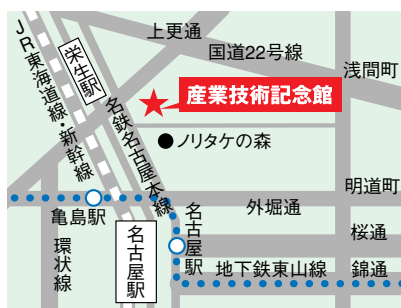 上更通
国道22号線
浅間町
JR東海道線・新幹線
栄生駅
産業技術記念館
名鉄名古屋本線
ノリタケの森
明道町
亀島駅
外堀通
名古屋駅
桜通
環状線
名古屋駅
地下鉄東山線
錦通